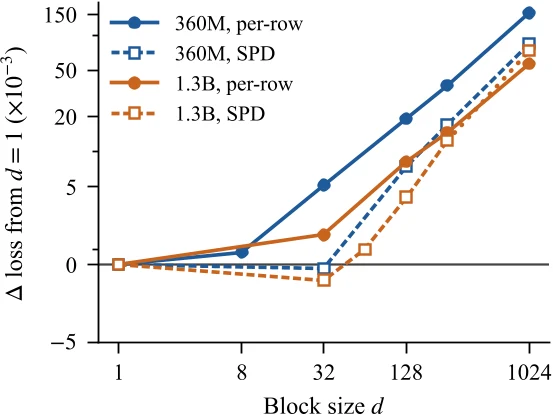 150
50
20
5
0
−5
Δ loss from d = 1 (×10⁻³)
360M, per-row
360M, SPD
1.3B, per-row
1.3B, SPD
1 8 32 128 1024
Block size d